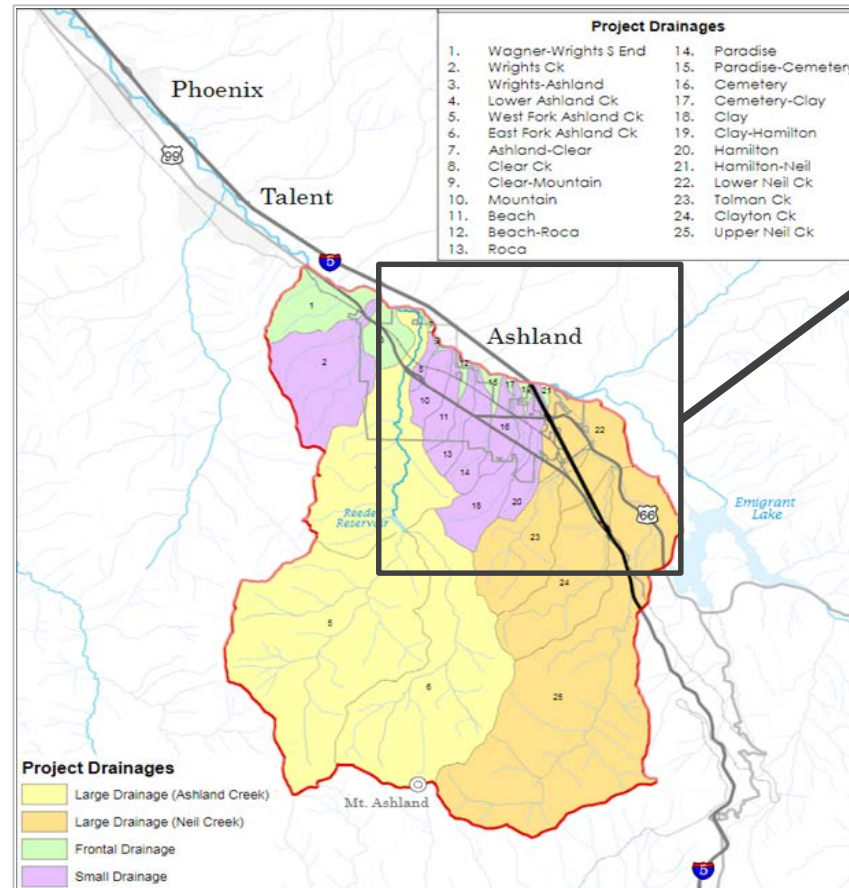 Project Drainages
1. Wagner-Wrights S End
2. Wrights Ck
3. Wrights-Ashland
4. Lower Ashland Ck
5. West Fork Ashland Ck
6. East Fork Ashland Ck
7. Ashland-Clear
8. Clear Ck
9. Clear-Mountain
10. Mountain
11. Beach
12. Beach-Roca
13. Roca
14. Paradise
15. Paradise-Cemetery
16. Cemetery
17. Cemetery-Clay
18. Clay
19. Clay-Hamilton
20. Hamilton
21. Hamilton-Neil
22. Lower Neil Ck
23. Tolman Ck
24. Clayton Ck
25. Upper Neil Ck
Phoenix
99
Talent
5
Ashland
1
2
12
17
21
10
11
16
22
13
14
18
20
Reeder
Reservoir
Emigrant
Lake
66
23
24
5
6
25
Mt. Ashland
5
Project Drainages
Large Drainage (Ashland Creek)
Large Drainage (Neil Creek)
Frontal Drainage
Small Drainage